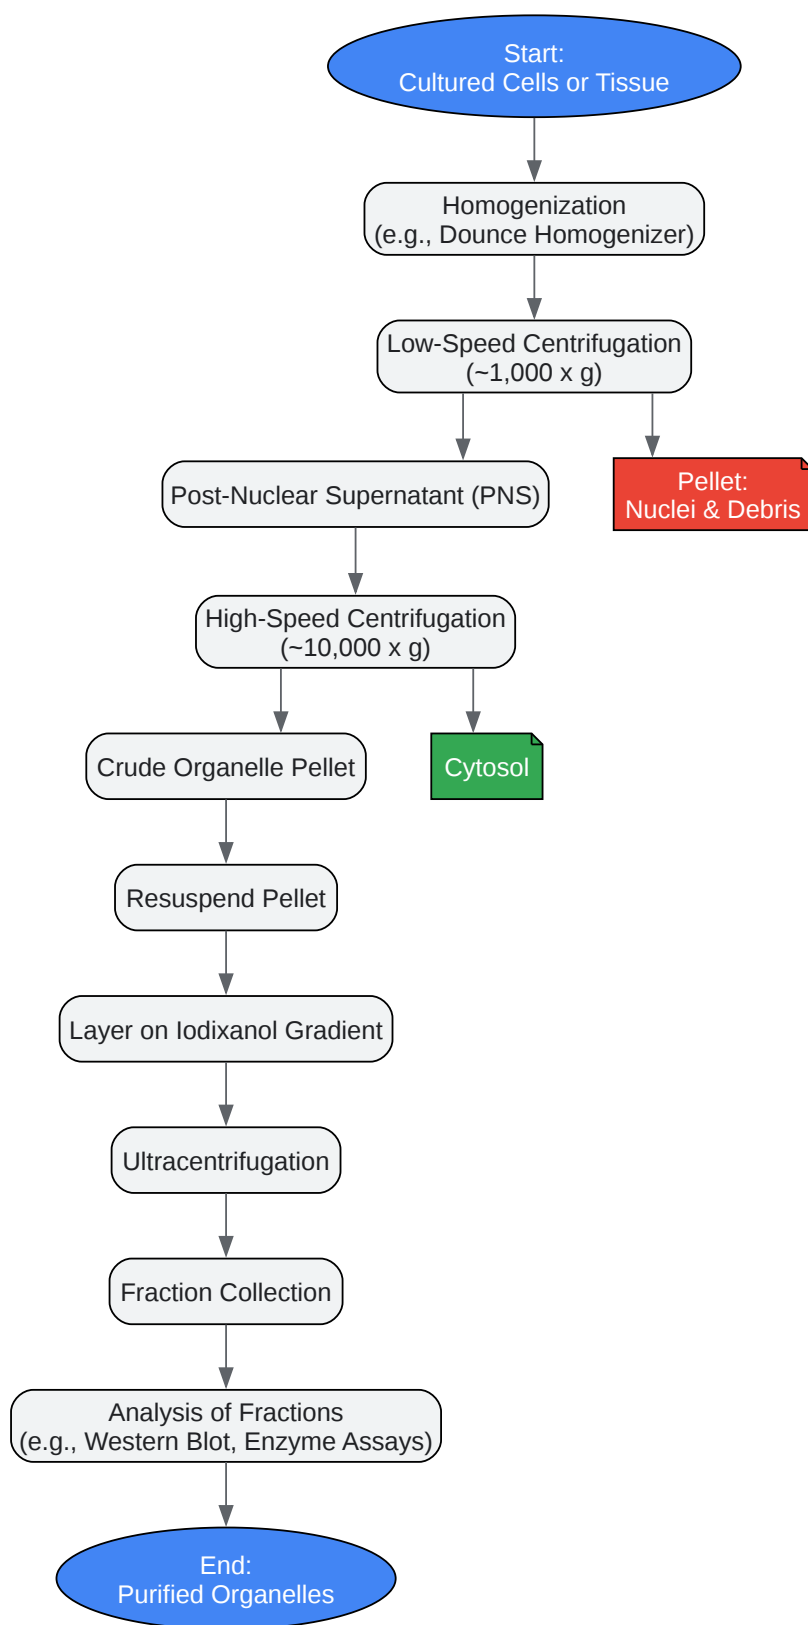 Start:
Cultured Cells or Tissue
Homogenization
(e.g., Dounce Homogenizer)
Low-Speed Centrifugation
(~1,000 x g)
Post-Nuclear Supernatant (PNS)
Pellet:
Nuclei & Debris
High-Speed Centrifugation
(~10,000 x g)
Crude Organelle Pellet
Cytosol
Resuspend Pellet
Layer on Iodixanol Gradient
Ultracentrifugation
Fraction Collection
Analysis of Fractions
(e.g., Western Blot, Enzyme Assays)
End:
Purified Organelles